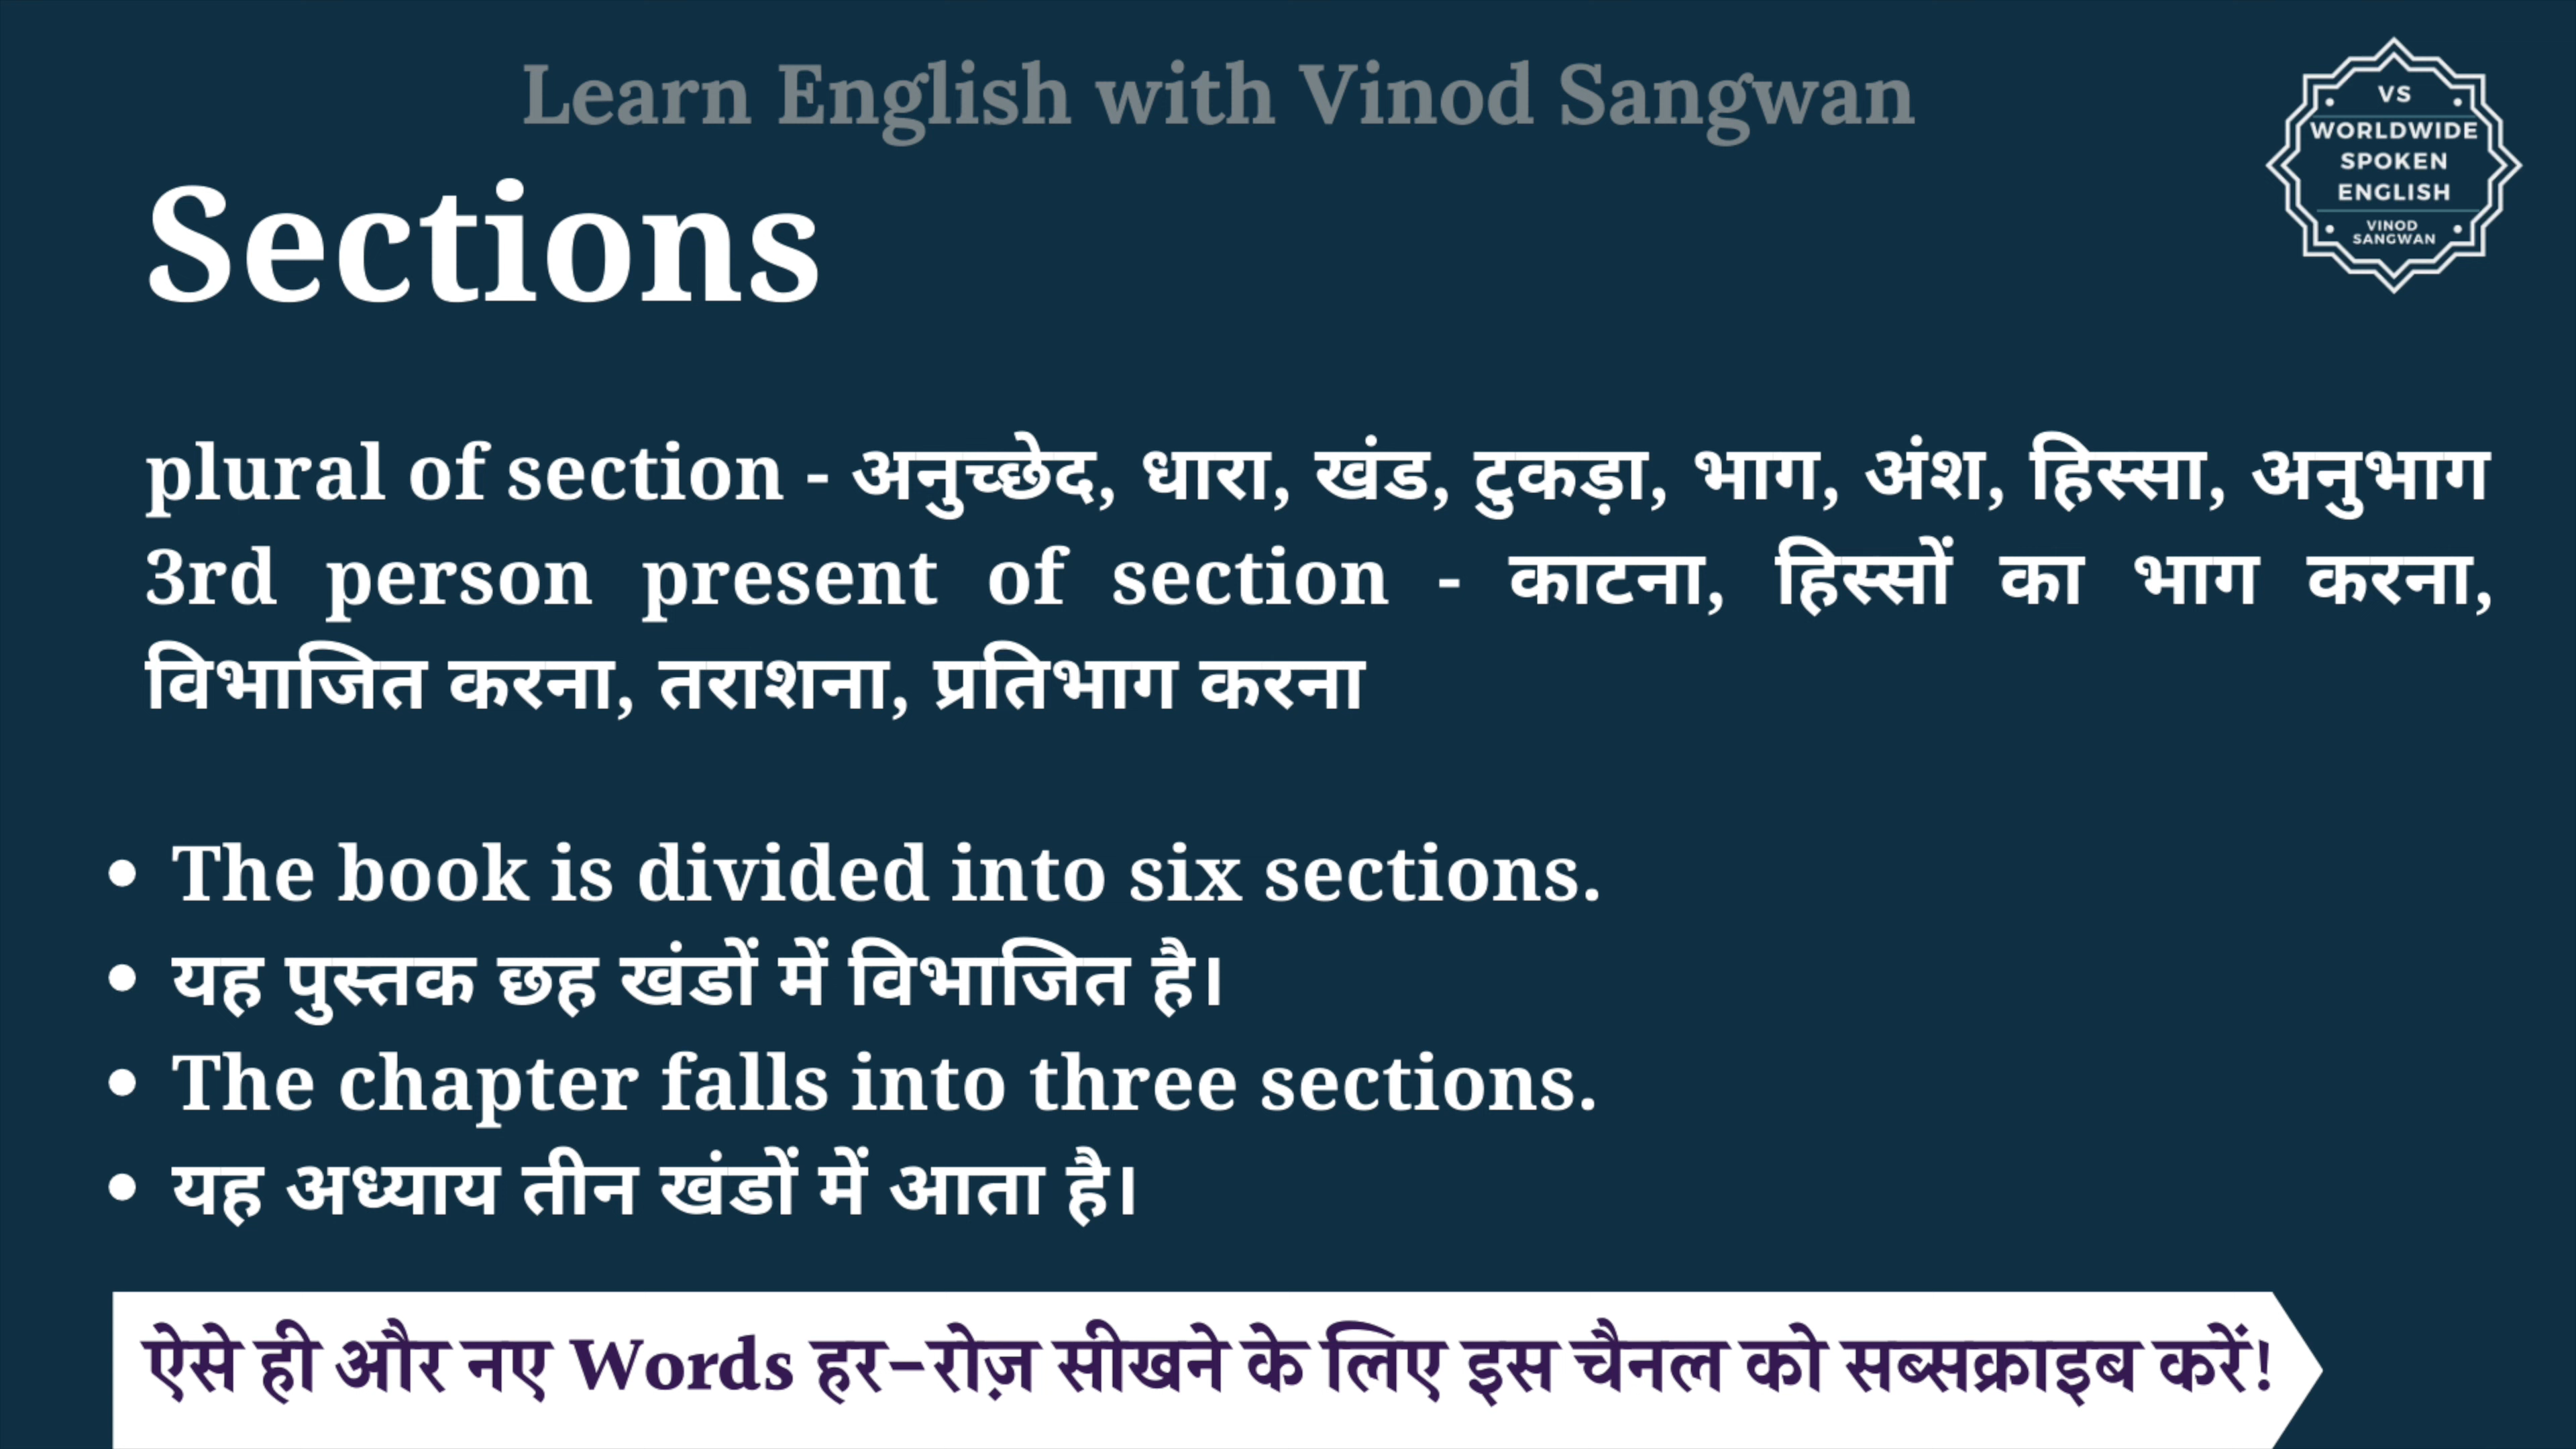 Learn English with Vinod Sangwan
VS
WORLDWIDE
SPOKEN
ENGLISH
VINOD
SANGWAN
Sections
plural of section - अनुच्छेद, धारा, खंड, टुकड़ा, भाग, अंश, हिस्सा, अनुभाग
3rd person present of section - काटना, हिस्सों का भाग करना,
विभाजित करना, तराशना, प्रतिभाग करना
• The book is divided into six sections.
• यह पुस्तक छह खंडों में विभाजित है।
• The chapter falls into three sections.
• यह अध्याय तीन खंडों में आता है।
ऐसे ही और नए Words हर-रोज़ सीखने के लिए इस चैनल को सब्सक्राइब करें!